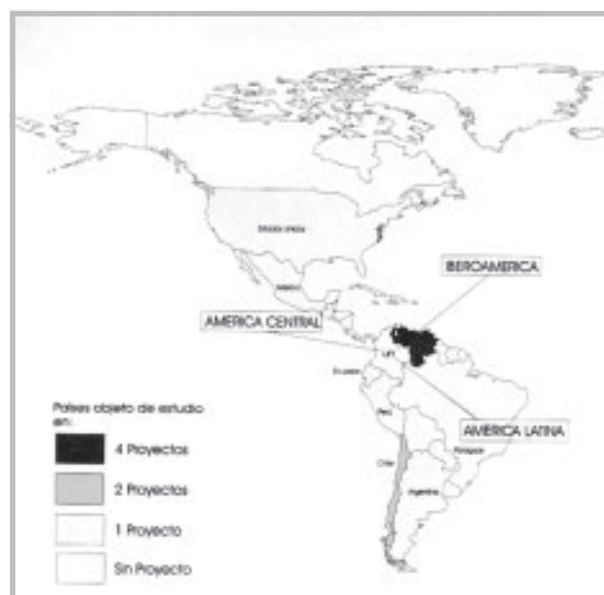 Estados Unidos
México
IBEROAMERICA
AMERICA CENTRAL
Ecuador
Perú
AMERICA LATINA
Paraguay
Chile
Argentina
Países objeto de estudio
en:
4 Proyectos
2 Proyectos
1 Proyecto
Sin Proyecto